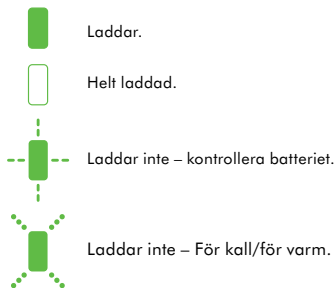 Laddar.
Helt laddad.
Laddar inte – kontrollera batteriet.
Laddar inte – För kall/för varm.